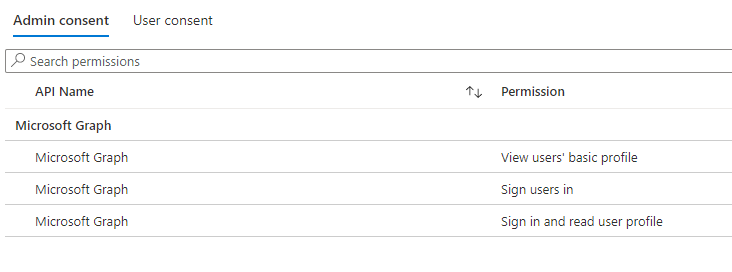 Admin consent User consent
Search permissions
API Name Permission
Microsoft Graph
Microsoft Graph View users' basic profile
Microsoft Graph Sign users in
Microsoft Graph Sign in and read user profile